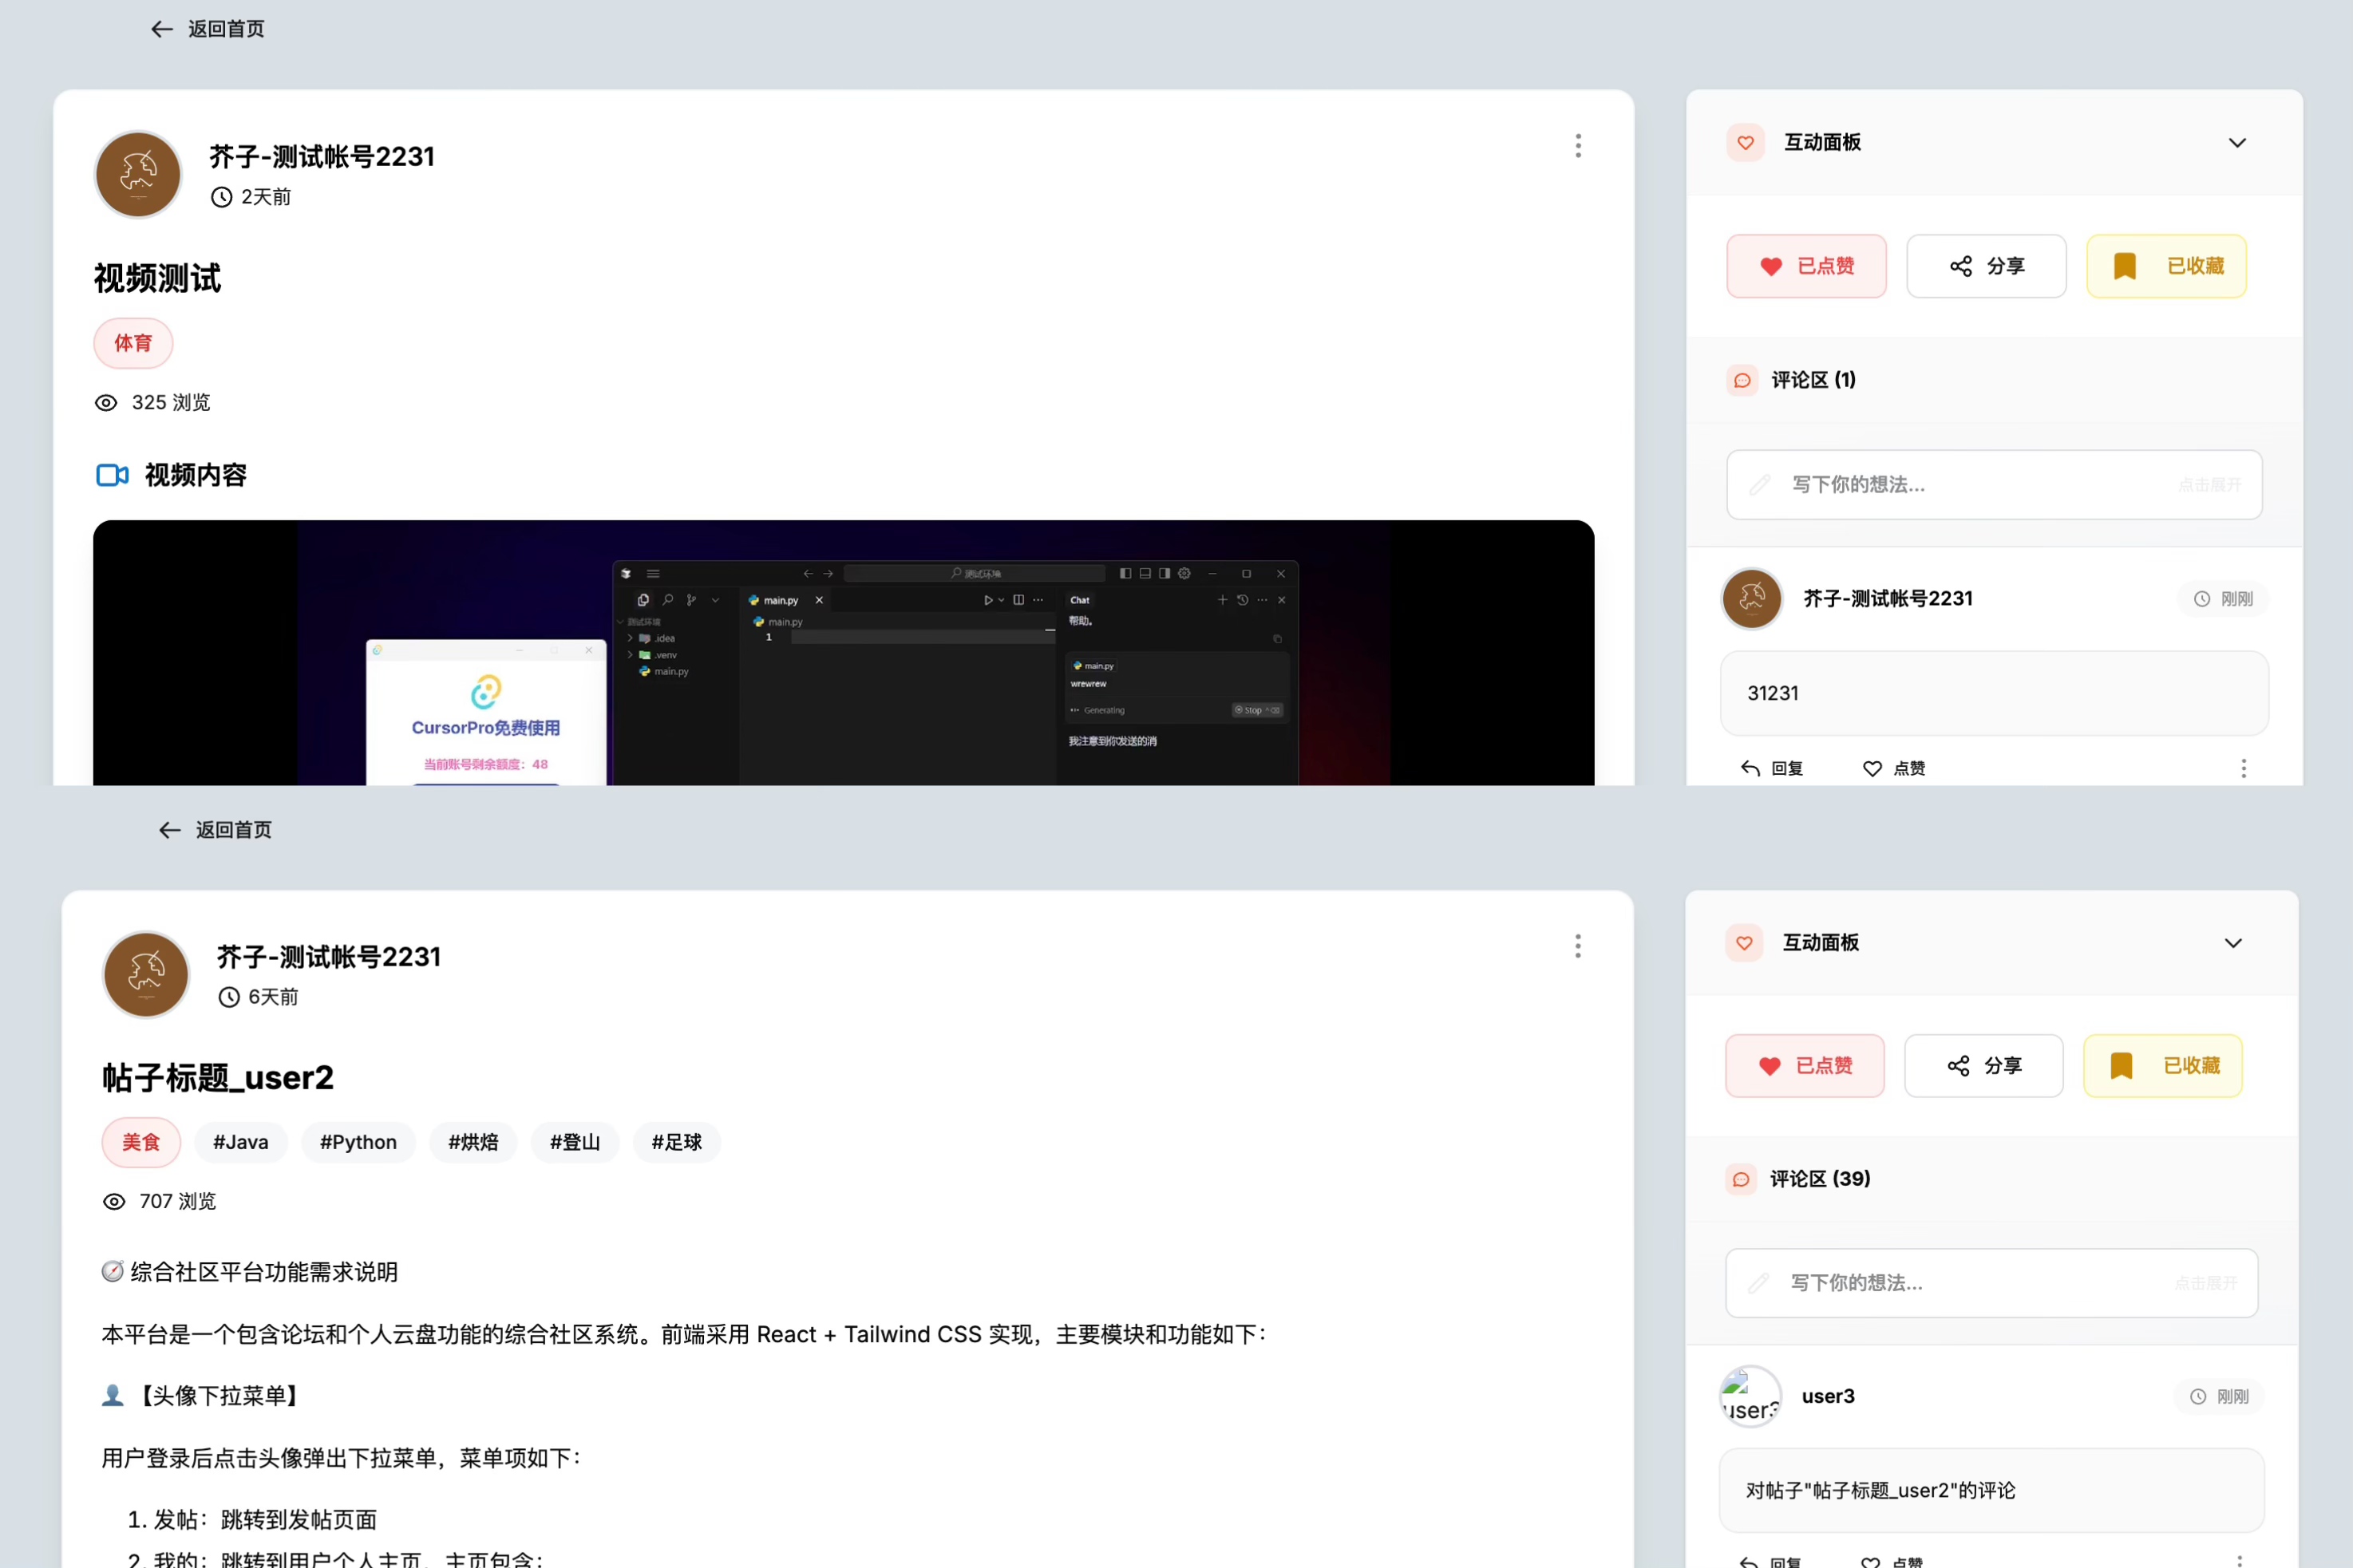 返回首页
芥子-测试帐号2231
2天前
视频测试
体育
325 浏览
视频内容
测试环境
main.py
Chat
测试环境
main.py
帮助。
.idea
1
.venv
main.py
main.py
wrewrew
Generating
Stop
我注意到你发送的消
CursorPro免费使用
当前账号剩余额度：48
互动面板
已点赞
分享
已收藏
评论区 (1)
写下你的想法...
点击展开
芥子-测试帐号2231
刚刚
31231
回复
点赞
返回首页
芥子-测试帐号2231
6天前
帖子标题_user2
美食 #Java #Python #烘焙 #登山 #足球
707 浏览
综合社区平台功能需求说明
本平台是一个包含论坛和个人云盘功能的综合社区系统。前端采用 React + Tailwind CSS 实现，主要模块和功能如下：
【头像下拉菜单】
用户登录后点击头像弹出下拉菜单，菜单项如下：
1. 发帖：跳转到发帖页面
2. 我的：跳转到用户个人主页，主页包含：
互动面板
已点赞
分享
已收藏
评论区 (39)
写下你的想法...
点击展开
user3
user3
刚刚
对帖子"帖子标题_user2"的评论
回复
点赞